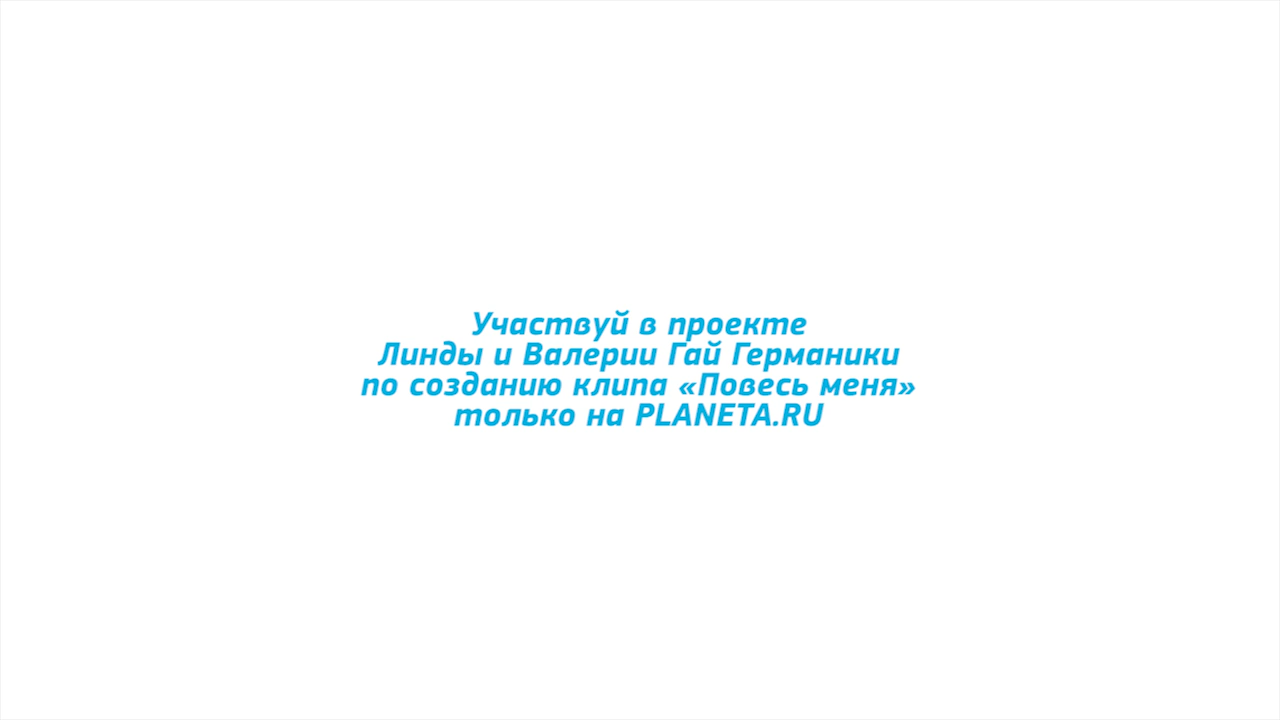 Участвуй в проекте
Линды и Валерии Гай Германики
по созданию клипа «Повесь меня»
только на PLANETA.RU